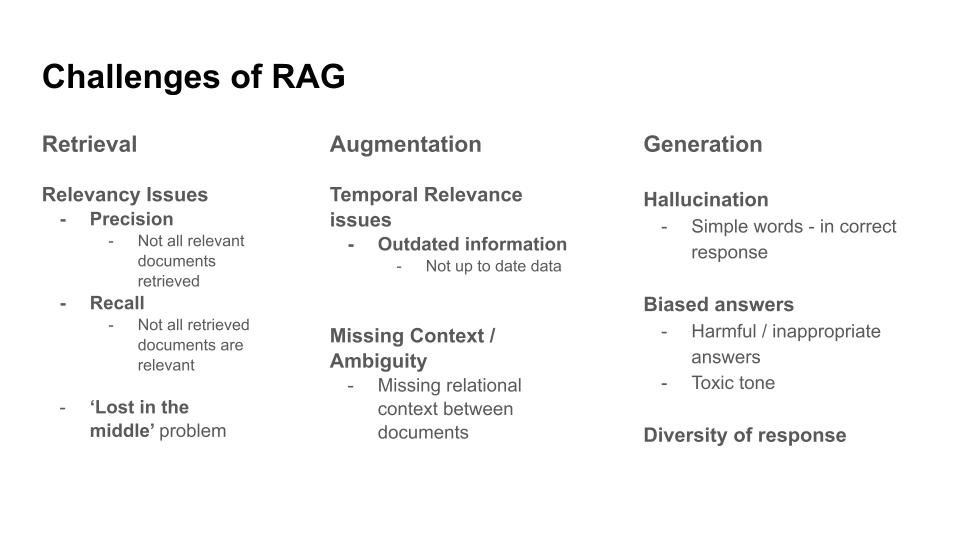 Challenges of RAG
Retrieval
Relevancy Issues
- Precision
- Not all relevant
documents
retrieved
- Recall
- Not all retrieved
documents are
relevant
- ‘Lost in the
middle’ problem
Augmentation
Temporal Relevance
issues
- Outdated information
- Not up to date data
Missing Context /
Ambiguity
- Missing relational
context between
documents
Generation
Hallucination
- Simple words - in correct
response
Biased answers
- Harmful / inappropriate
answers
- Toxic tone
Diversity of response